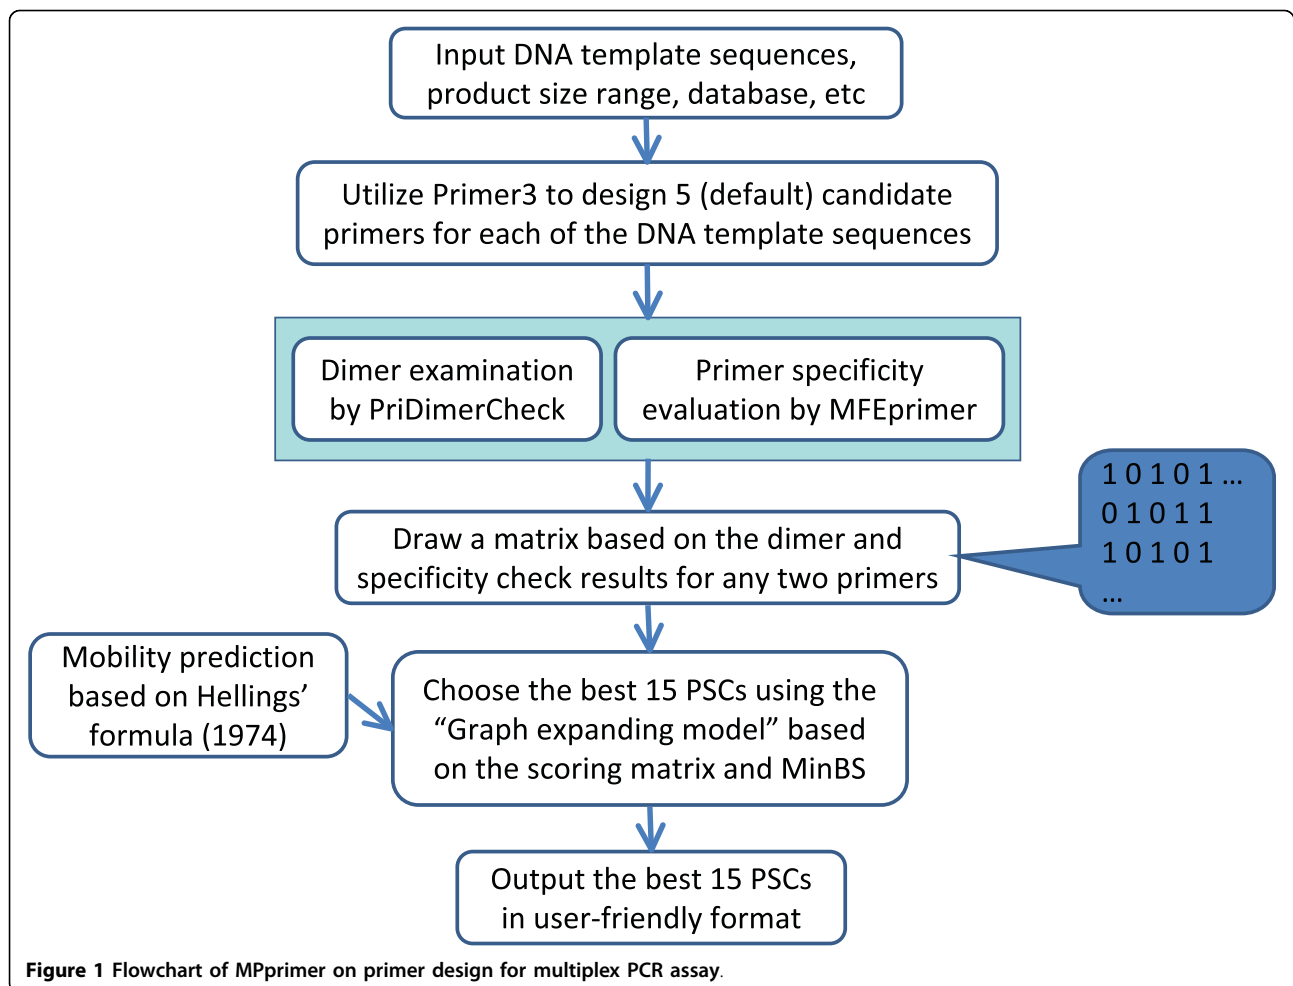 Input DNA template sequences,
product size range, database, etc
Utilize Primer3 to design 5 (default) candidate
primers for each of the DNA template sequences
Dimer examination
by PriDimerCheck
Primer specificity
evaluation by MFEprimer
Draw a matrix based on the dimer and
specificity check results for any two primers
1 0 1 0 1 ...
0 1 0 1 1
1 0 1 0 1
...
Mobility prediction
based on Hellings’
formula (1974)
Choose the best 15 PSCs using the
“Graph expanding model” based
on the scoring matrix and MinBS
Output the best 15 PSCs
in user-friendly format
Figure 1 Flowchart of MPprimer on primer design for multiplex PCR assay.